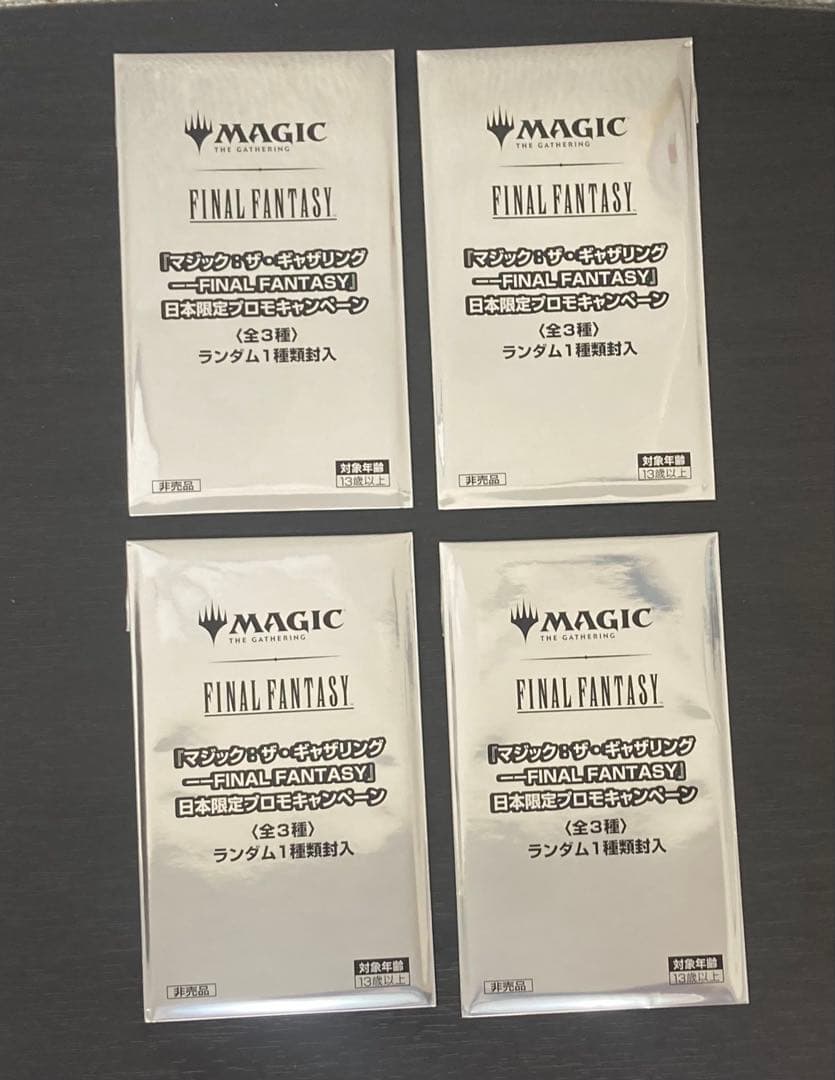 MAGIC
THE GATHERING
FINAL FANTASY™
『マジック：ザ・ギャザリング
――FINAL FANTASY』
日本限定プロモキャンペーン
〈全3種〉
ランダム1種類封入
非売品
対象年齢
13歳以上
MAGIC
THE GATHERING
FINAL FANTASY™
『マジック：ザ・ギャザリング
――FINAL FANTASY』
日本限定プロモキャンペーン
〈全3種〉
ランダム1種類封入
非売品
対象年齢
13歳以上
MAGIC
THE GATHERING
FINAL FANTASY™
『マジック：ザ・ギャザリング
――FINAL FANTASY』
日本限定プロモキャンペーン
〈全3種〉
ランダム1種類封入
非売品
対象年齢
13歳以上
MAGIC
THE GATHERING
FINAL FANTASY™
『マジック：ザ・ギャザリング
――FINAL FANTASY』
日本限定プロモキャンペーン
〈全3種〉
ランダム1種類封入
非売品
対象年齢
13歳以上